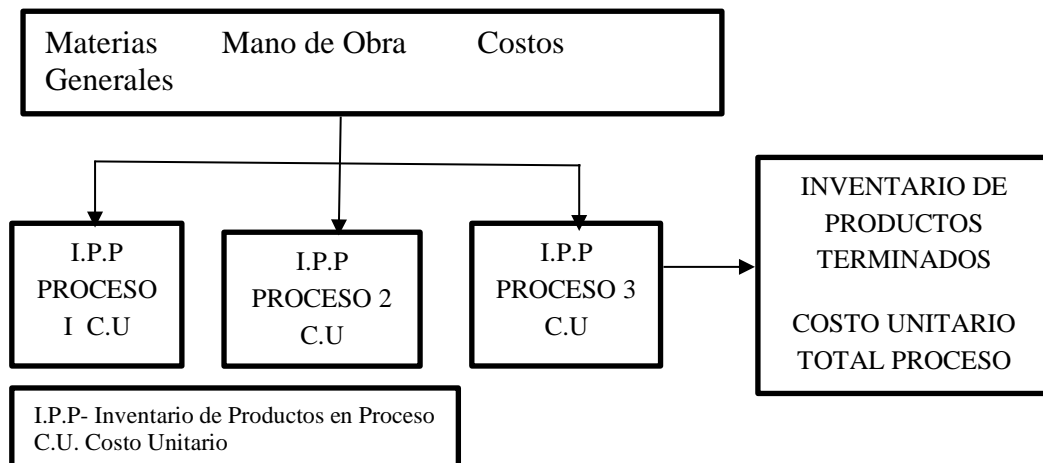 Materias Mano de Obra Costos
Generales
I.P.P
PROCESO
I C.U
I.P.P
PROCESO 2
C.U
I.P.P
PROCESO 3
C.U
INVENTARIO DE
PRODUCTOS
TERMINADOS
COSTO UNITARIO
TOTAL PROCESO
I.P.P- Inventario de Productos en Proceso
C.U. Costo Unitario